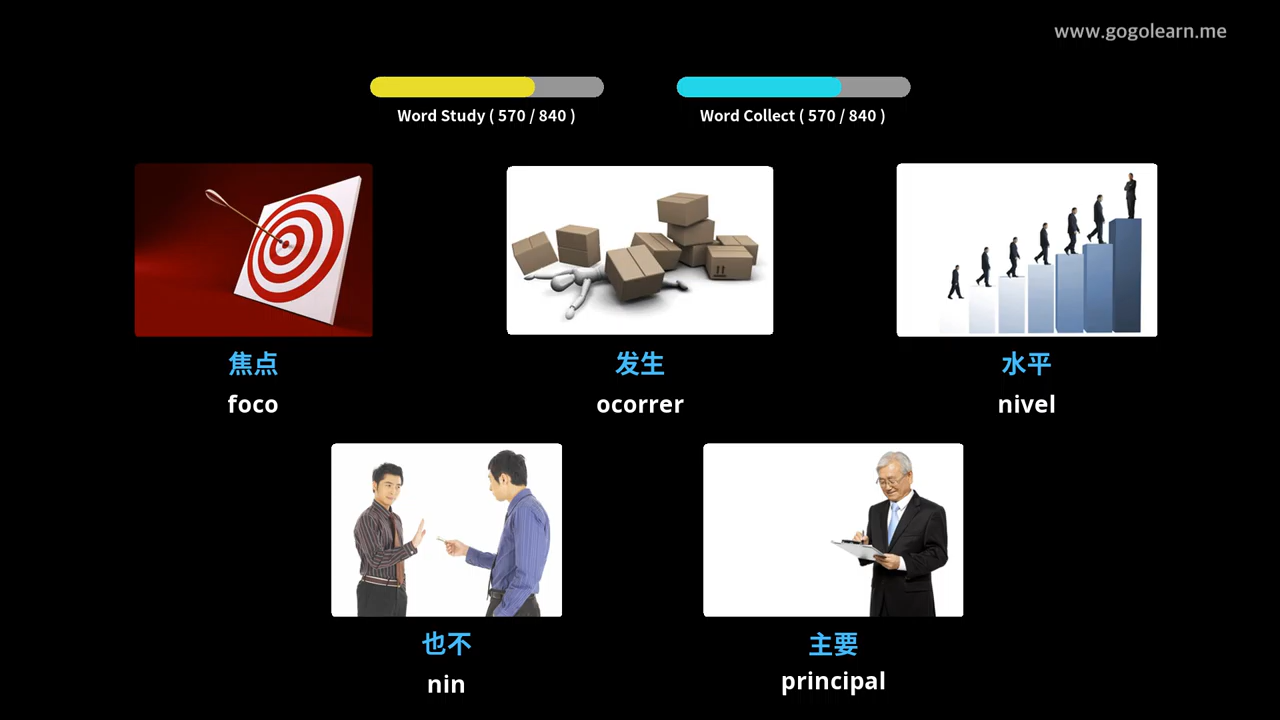 www.gogolearn.me
Word Study ( 570 / 840 )
Word Collect ( 570 / 840 )
焦点
foco
发生
ocorrer
水平
nivel
也不
nin
主要
principal